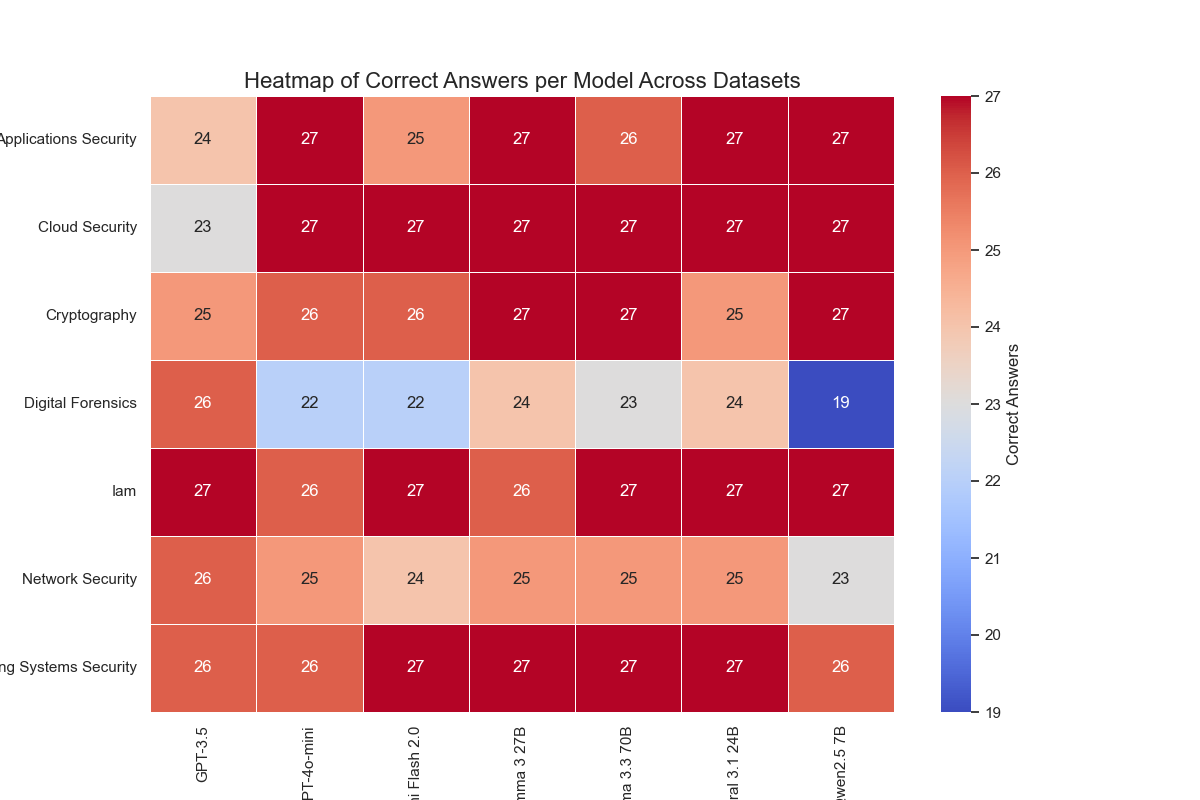 Heatmap of Correct Answers per Model Across Datasets
Applications Security 24 27 25 27 26 27 27
Cloud Security 23 27 27 27 27 27 27
Cryptography 25 26 26 27 27 25 27
Digital Forensics 26 22 22 24 23 24 19
Iam 27 26 27 26 27 27 27
Network Security 26 25 24 25 25 25 23
ng Systems Security 26 26 27 27 27 27 26
GPT-3.5
PT-4o-mini
ni Flash 2.0
mma 3 27B
ma 3.3 70B
ral 3.1 24B
wen2.5 7B
27
26
25
24
23
22
21
20
19
Correct Answers